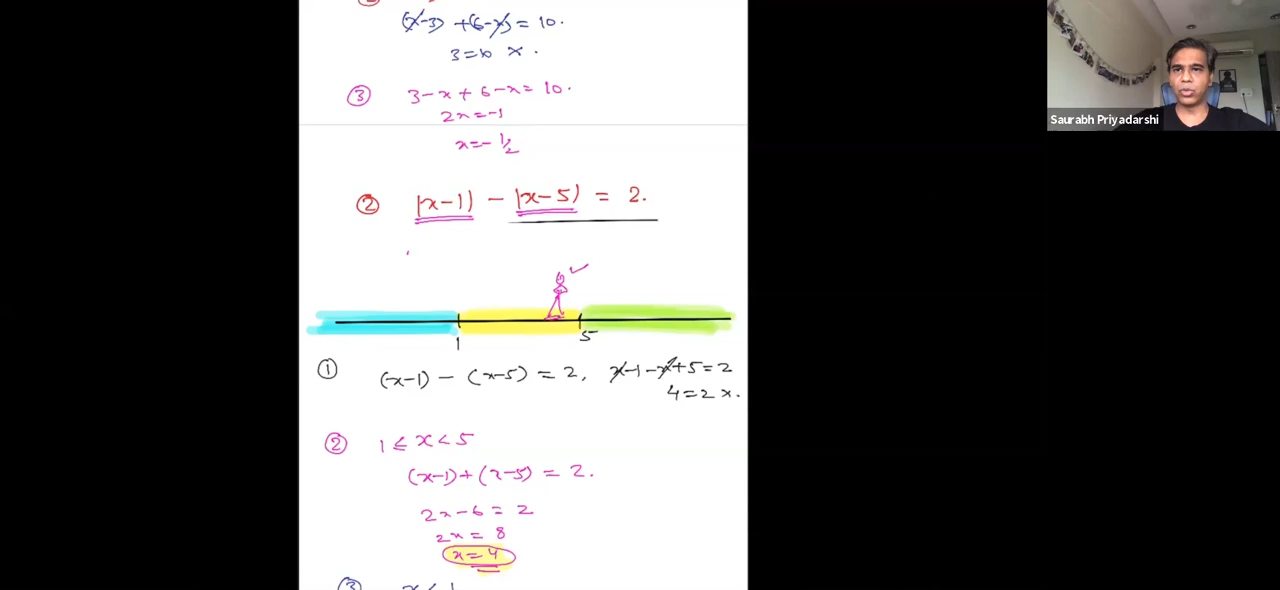 (x-3) + (6-x) = 10.
3=10 ×.
③ 3-x+6-x=10.
2x=-1
x=-1/2
② |x-1| - |x-5| = 2.
✓
1 5
① (x-1) - (x-5) = 2, x-1-x+5=2
4=2 ×.
② 1 ≤ x < 5
(x-1)+(x-5) = 2.
2x-6 = 2
2x = 8
x=4
③ x < 1
Saurabh Priyadarshi